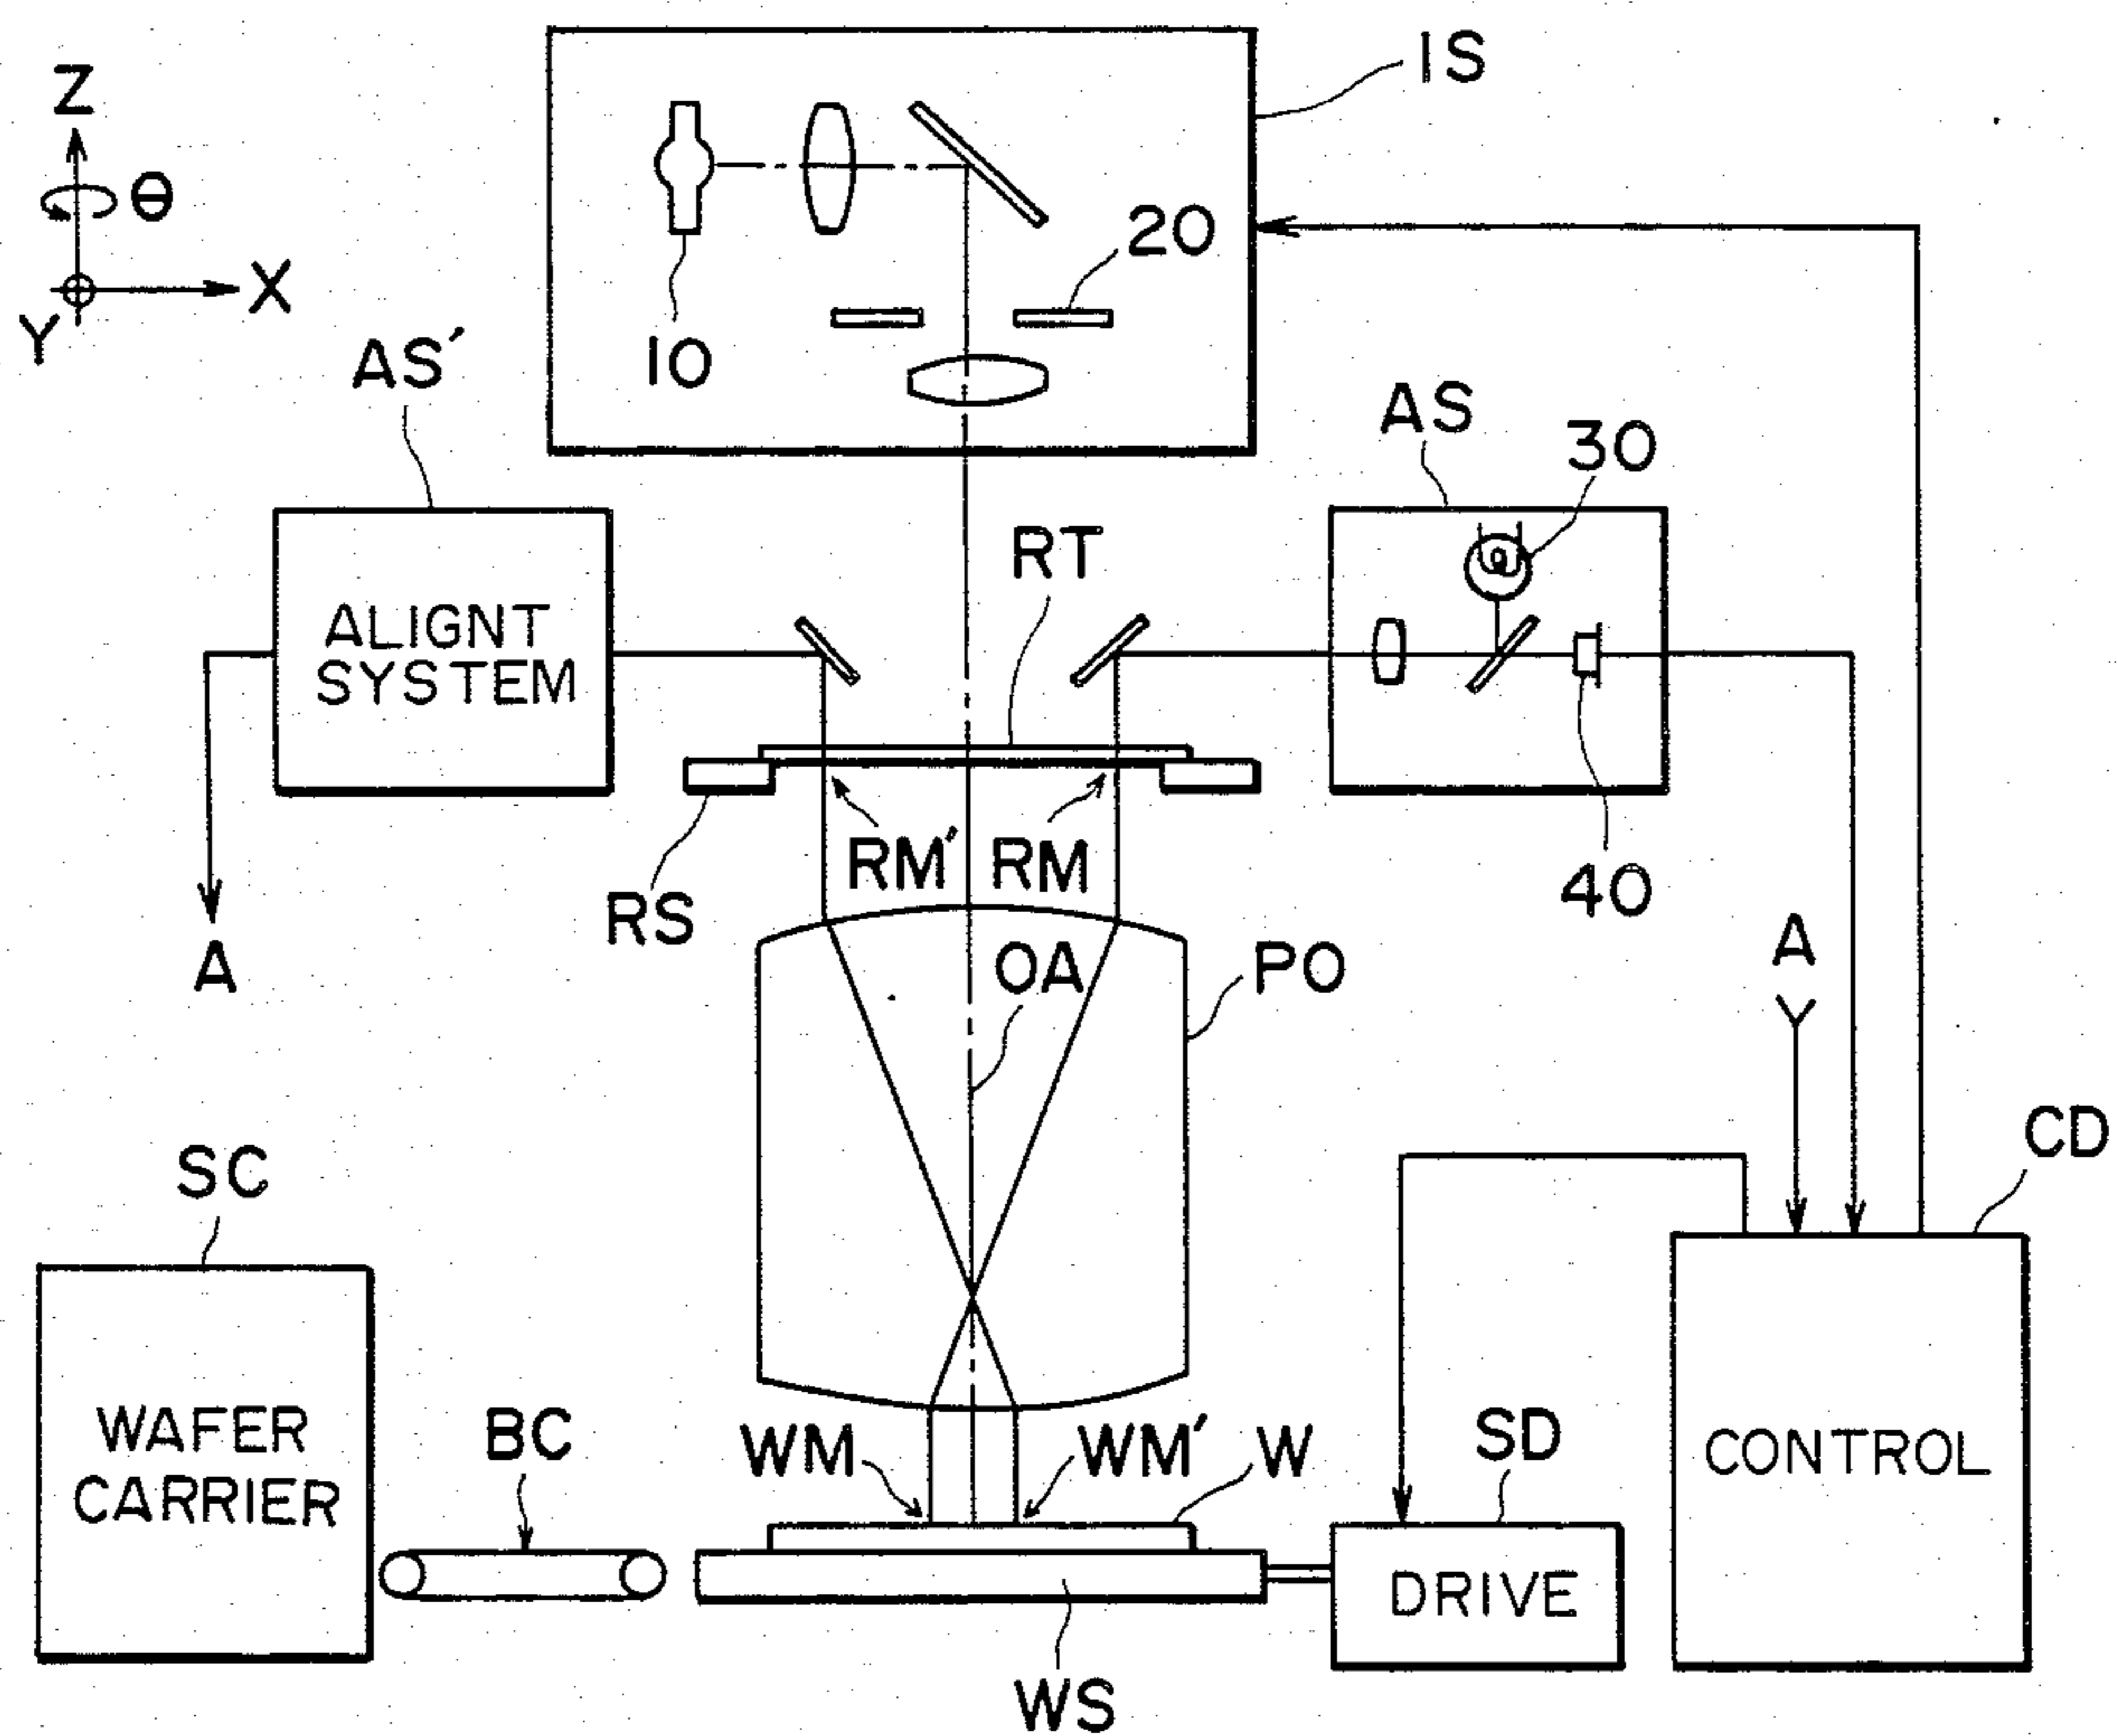 IS
Z
θ
X
Y
20
10
AS'
AS
30
RT
ALIGNT
SYSTEM
RM'
RM
40
RS
A
OA
PO
A
CD
SC
WAFER
CARRIER
BC
WM
WM'
W
SD
CONTROL
DRIVE
WS